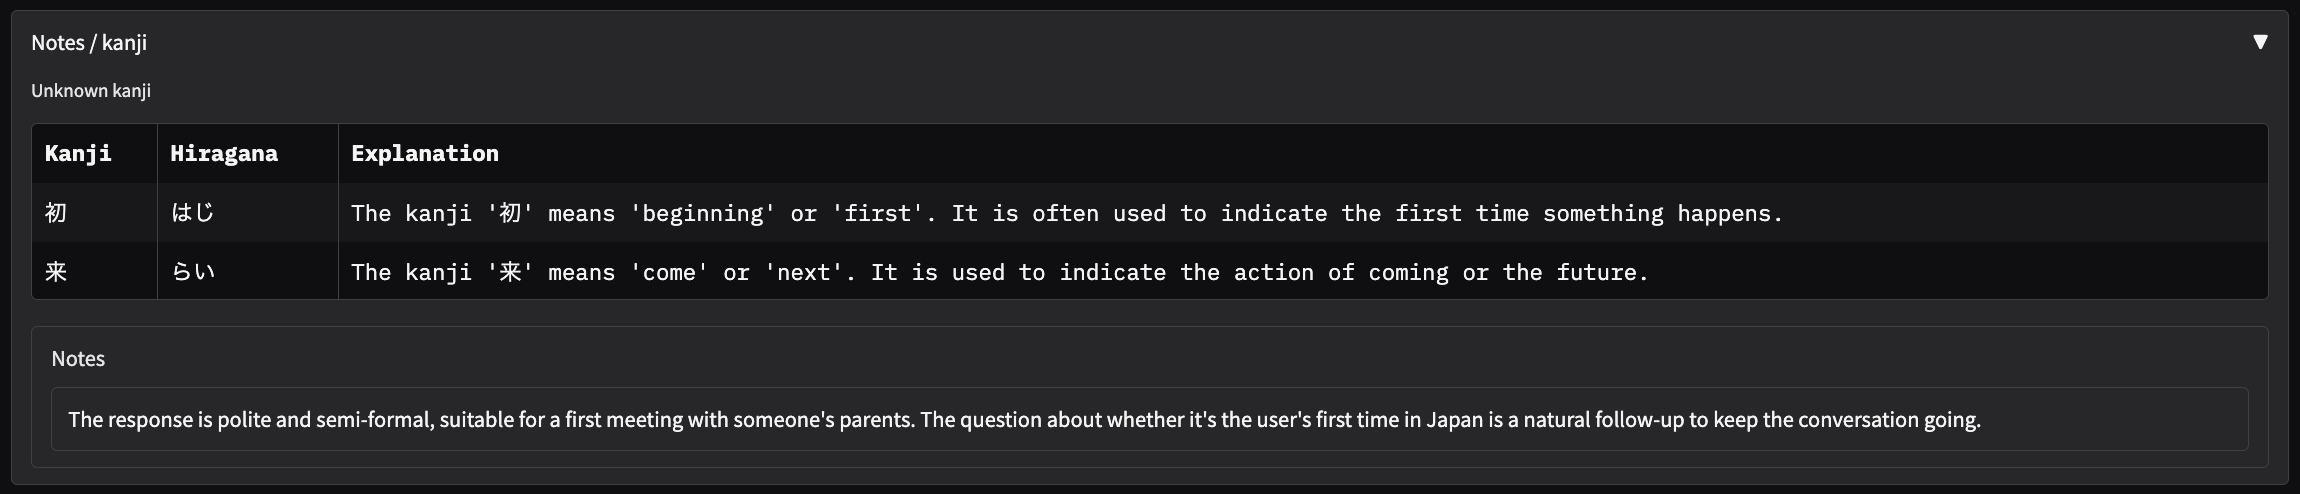 Notes / kanji
Unknown kanji
Kanji Hiragana Explanation
初 はじ The kanji '初' means 'beginning' or 'first'. It is often used to indicate the first time something happens.
来 らい The kanji '来' means 'come' or 'next'. It is used to indicate the action of coming or the future.
Notes
The response is polite and semi-formal, suitable for a first meeting with someone's parents. The question about whether it's the user's first time in Japan is a natural follow-up to keep the conversation going.